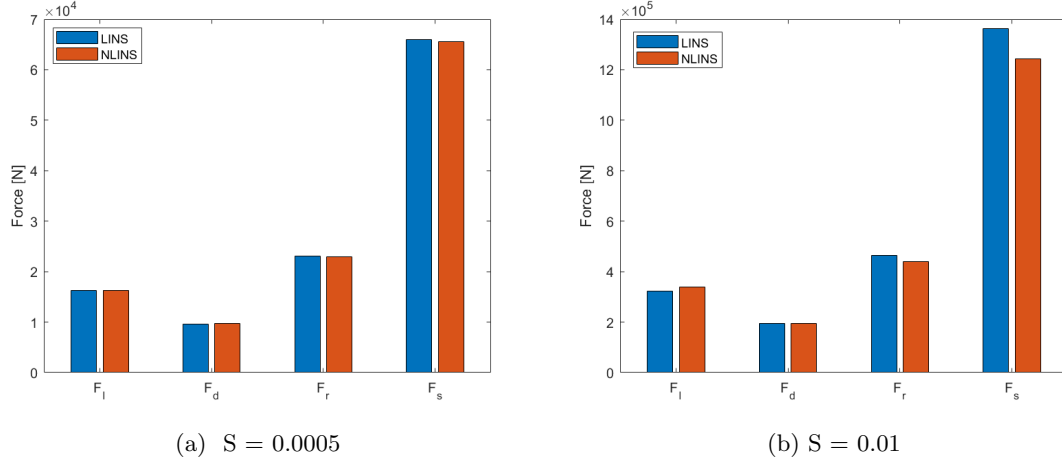 ×10⁴
7
6
5
4
3
2
1
0
Force [N]
LINS
NLINS
F_l
F_d
F_r
F_s
(a) S = 0.0005
×10⁵
14
12
10
8
6
4
2
0
Force [N]
LINS
NLINS
F_l
F_d
F_r
F_s
(b) S = 0.01